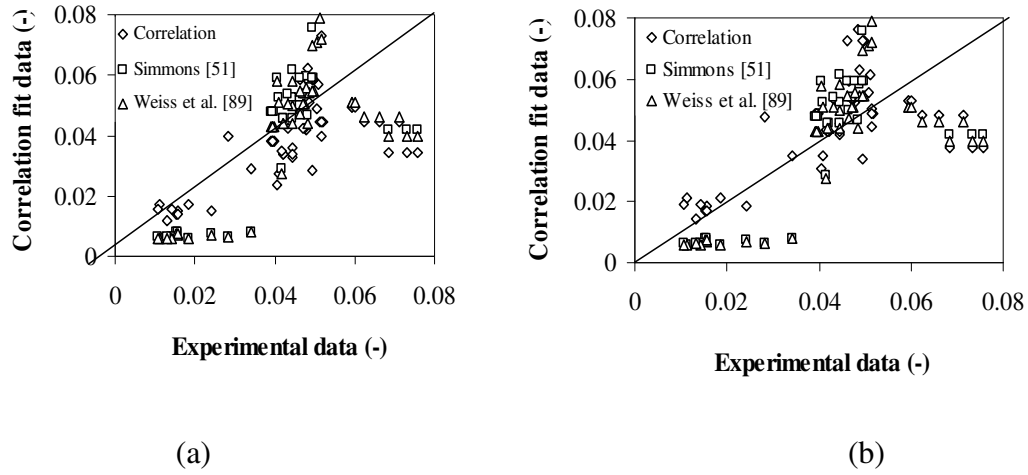 0.08
0.06
0.04
0.02
0
0
0.02
0.04
0.06
0.08
Correlation fit data (-)
Experimental data (-)
Correlation
Simmons [51]
Weiss et al. [89]
(a)
0.08
0.06
0.04
0.02
0
0
0.02
0.04
0.06
0.08
Correlation fit data (-)
Experimental data (-)
Correlation
Simmons [51]
Weiss et al. [89]
(b)